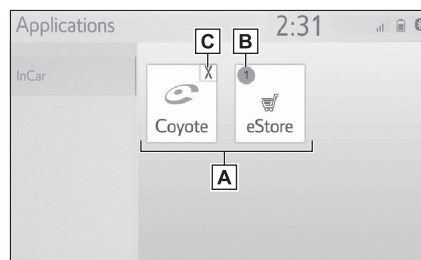 C B
Applications 2:31
InCar
X 1
Coyote eStore
A